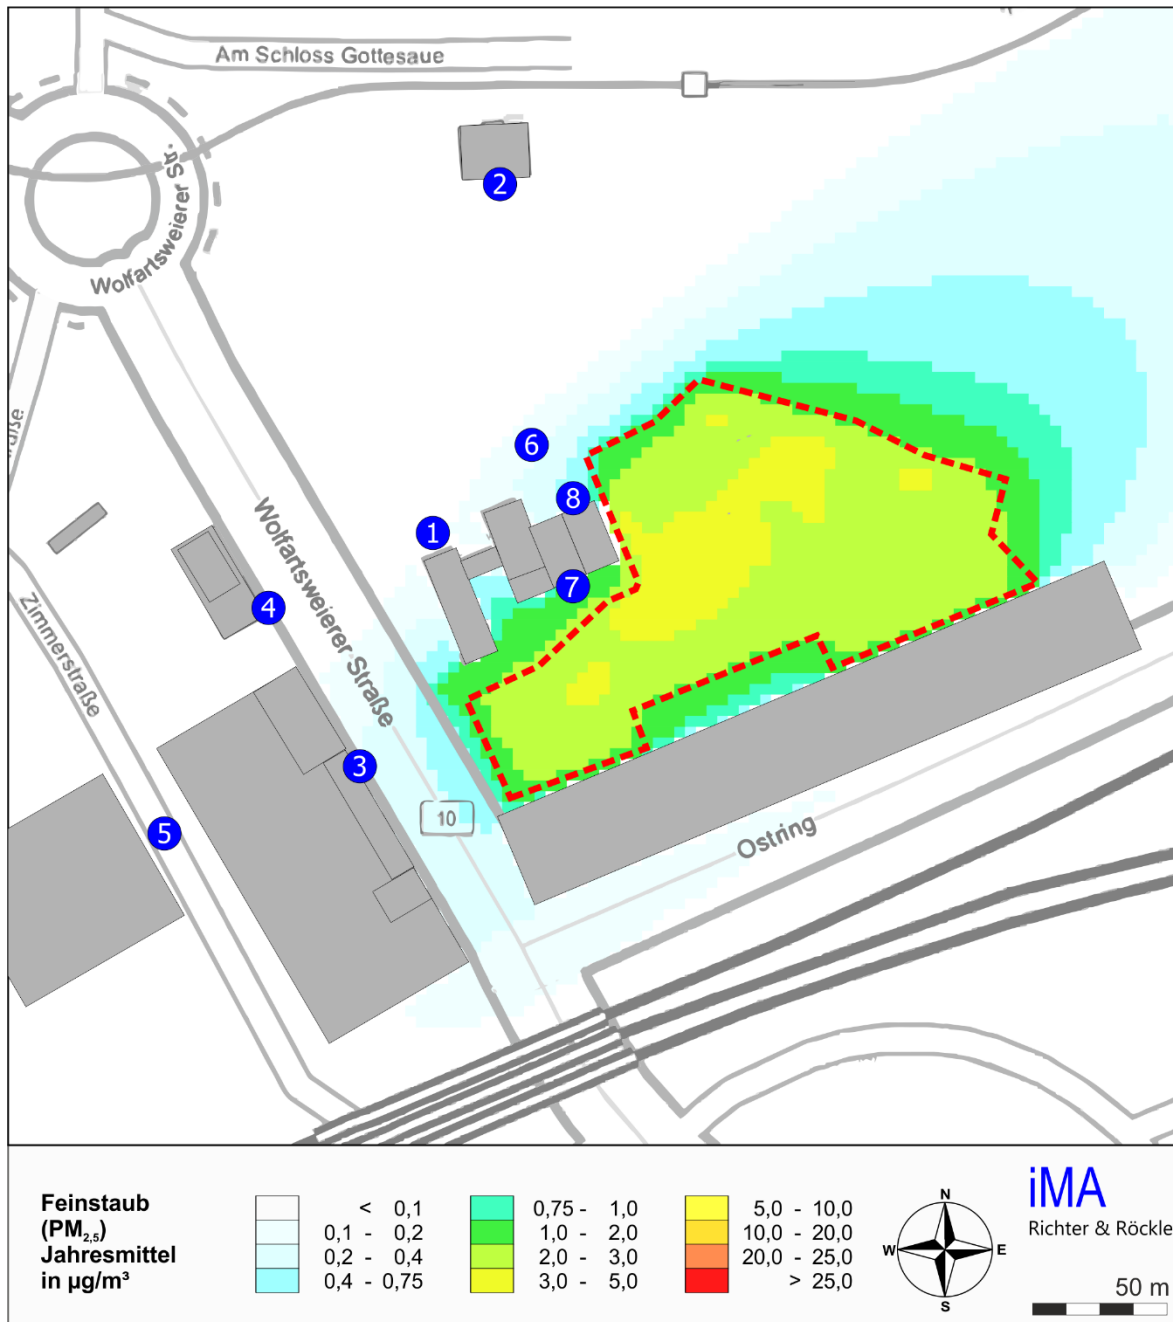 Am Schloss Gottesaue
Wolfartsweierer Str.
2
6
8
1
7
4
3
5
Wolfartsweierer Straße
Zimmerstraße
raße
10
Ostring
Feinstaub
(PM2,5)
Jahresmittel
in µg/m³
< 0,1
0,1 - 0,2
0,2 - 0,4
0,4 - 0,75
0,75 - 1,0
1,0 - 2,0
2,0 - 3,0
3,0 - 5,0
5,0 - 10,0
10,0 - 20,0
20,0 - 25,0
> 25,0
N
W
E
S
iMA
Richter & Röckle
50 m